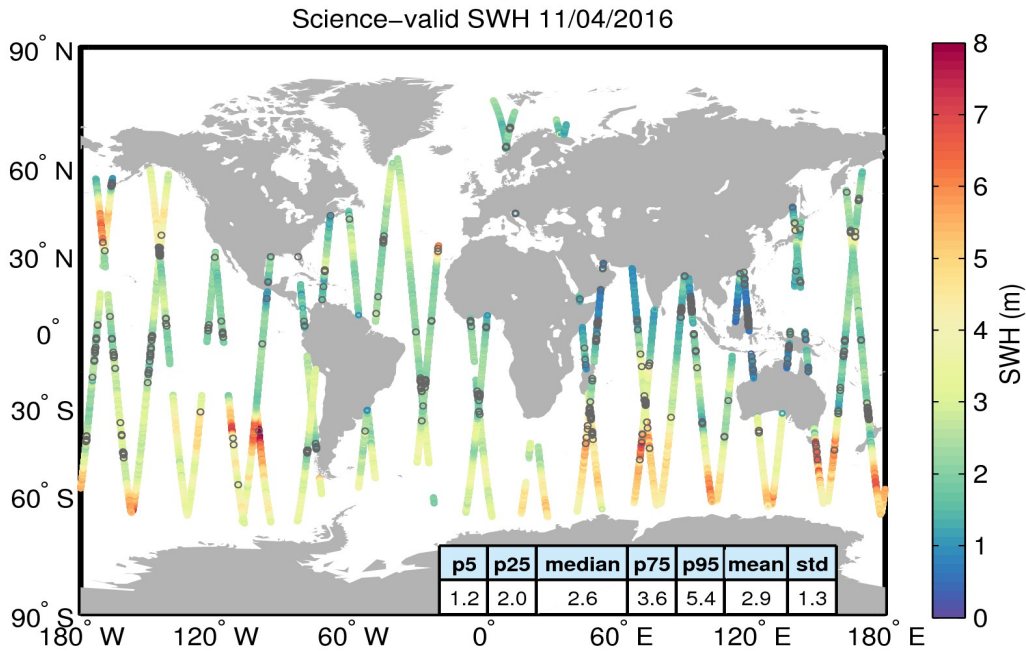 Science−valid SWH 11/04/2016
90° N
60° N
30° N
0°
30° S
60° S
90° S
180° W
120° W
60° W
0°
60° E
120° E
180° E
p5 p25 median p75 p95 mean std
1.2 2.0 2.6 3.6 5.4 2.9 1.3
8
7
6
5
4
3
2
1
0
SWH (m)